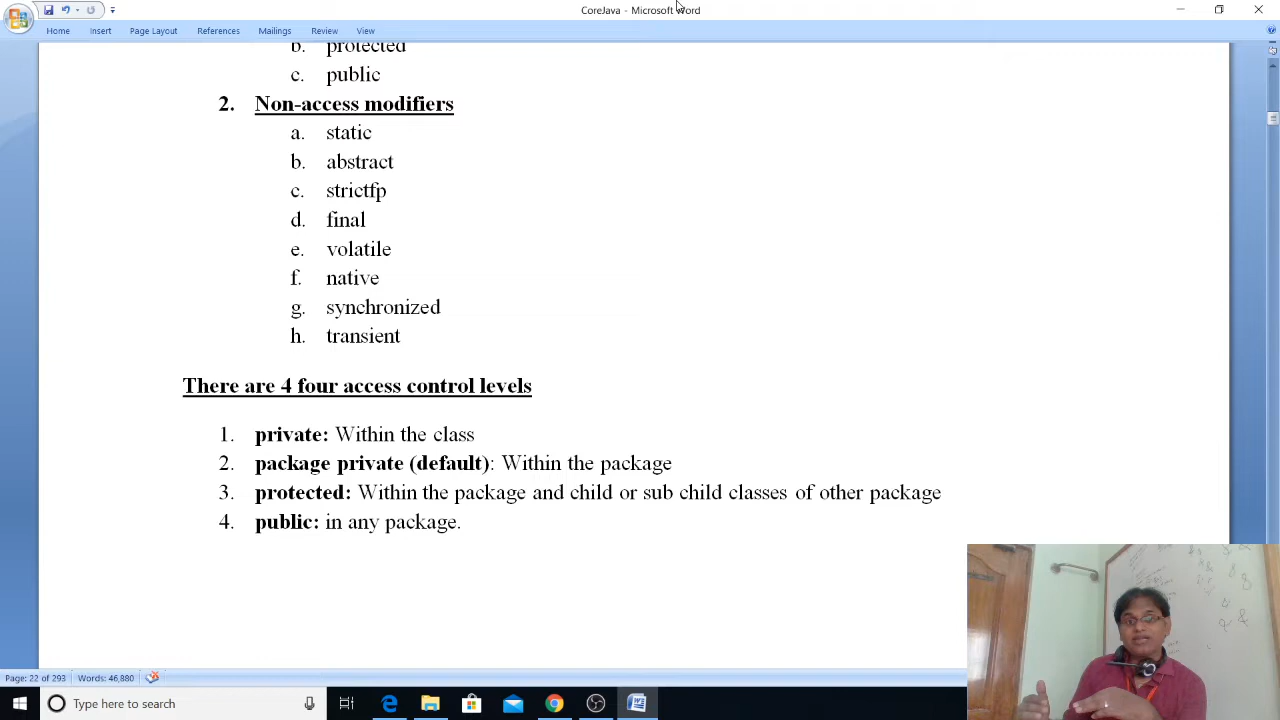 CoreJava - Microsoft Word
Home Insert Page Layout References Mailings Review View
b. protected
c. public
2. Non-access modifiers
a. static
b. abstract
c. strictfp
d. final
e. volatile
f. native
g. synchronized
h. transient
There are 4 four access control levels
1. private: Within the class
2. package private (default): Within the package
3. protected: Within the package and child or sub child classes of other package
4. public: in any package.
Page: 22 of 293 Words: 46,880
Type here to search